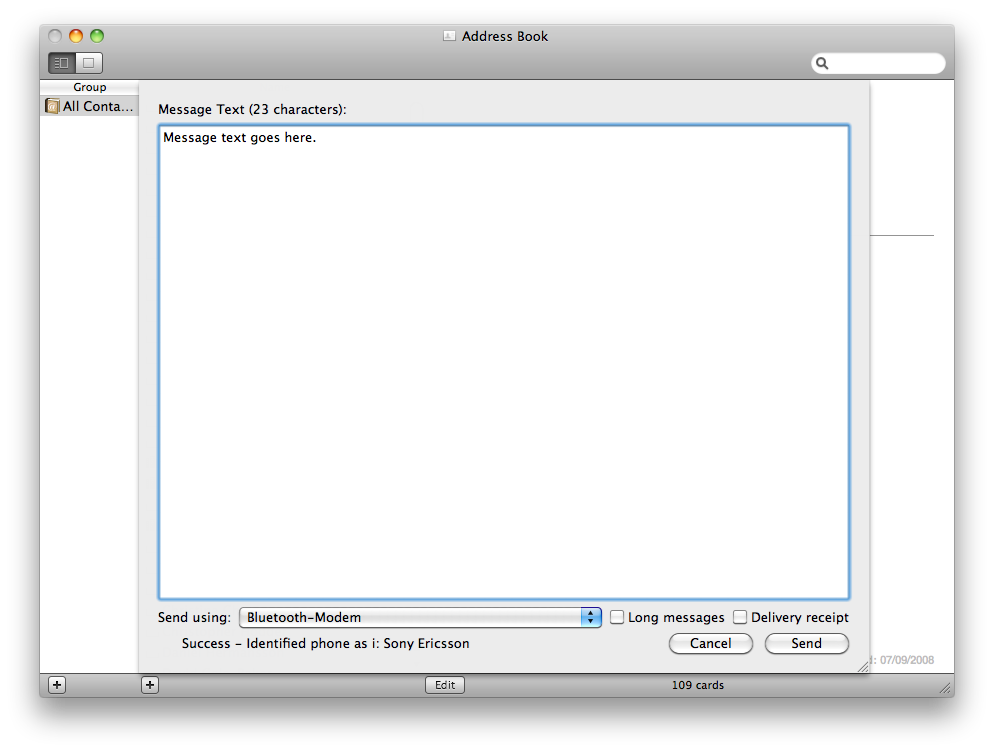 Address Book
Group
All Conta...
Message Text (23 characters):
Message text goes here.
Send using: Bluetooth-Modem Long messages Delivery receipt
Success – Identified phone as i: Sony Ericsson Cancel Send
: 07/09/2008
Edit 109 cards